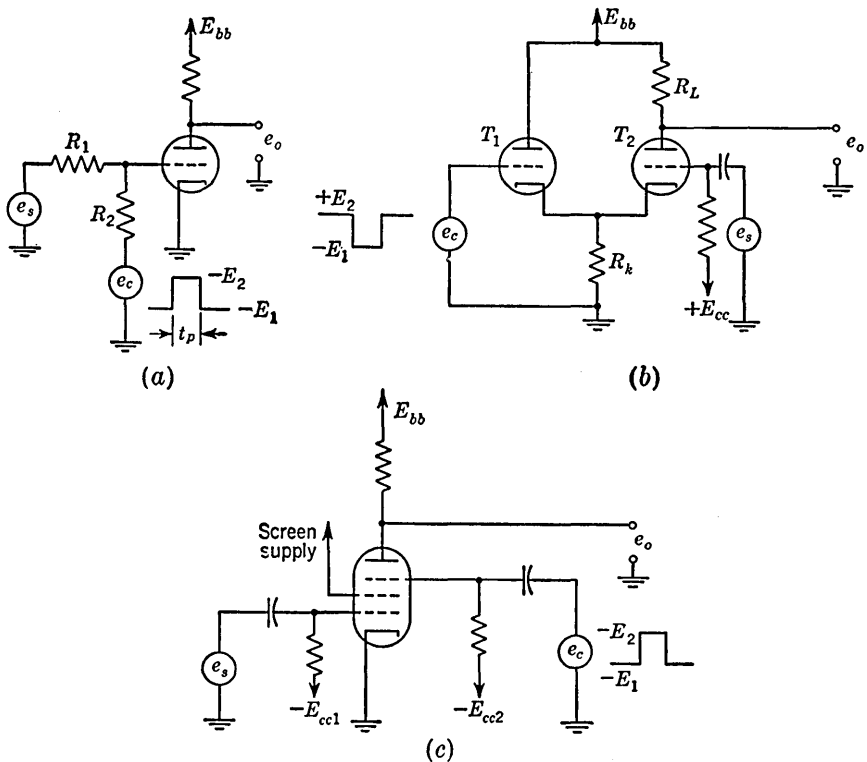 E_bb
R_1
e_s
R_2
e_c
e_o
−E_2
−E_1
t_p
(a)
E_bb
R_L
T_1
T_2
e_o
+E_2
−E_1
e_c
R_k
e_s
+E_cc
(b)
E_bb
Screen
supply
e_o
e_s
−E_cc1
−E_cc2
e_c
−E_2
−E_1
(c)